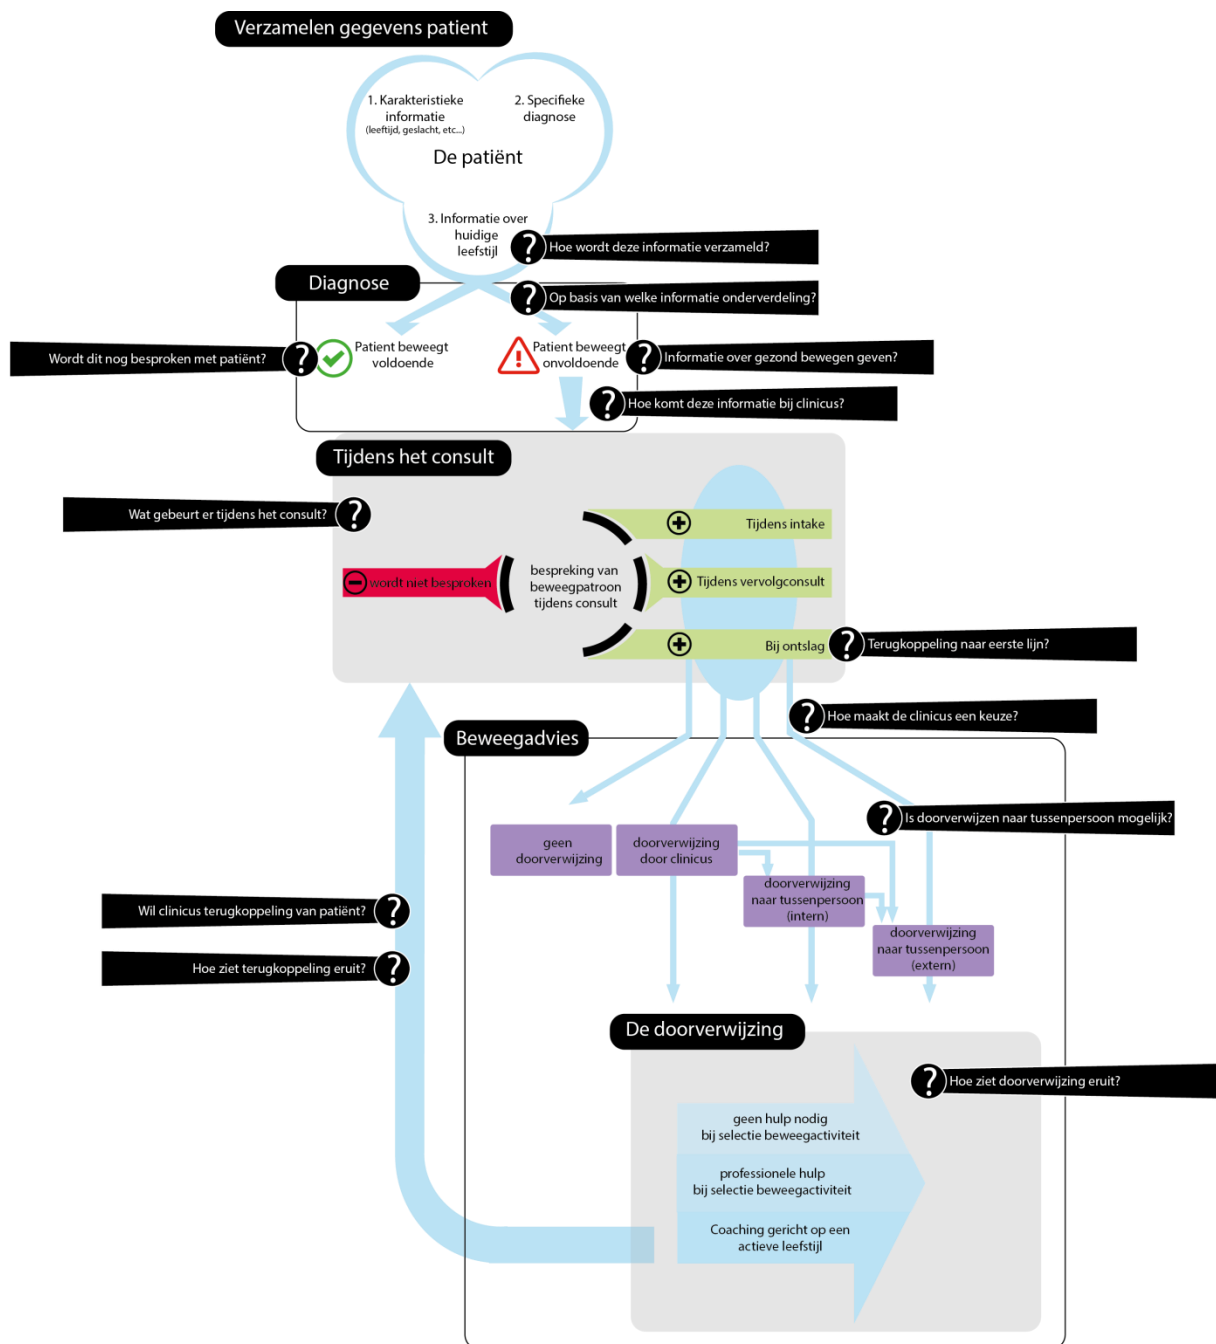 Verzamelen gegevens patient
1. Karakteristieke
informatie
(leeftijd, geslacht, etc...)
2. Specifieke
diagnose
De patiënt
3. Informatie over
huidige
leefstijl
? Hoe wordt deze informatie verzameld?
Diagnose
? Op basis van welke informatie onderverdeling?
Wordt dit nog besproken met patiënt? ?
Patient beweegt
voldoende
Patient beweegt
onvoldoende
? Informatie over gezond bewegen geven?
? Hoe komt deze informatie bij clinicus?
Tijdens het consult
Wat gebeurt er tijdens het consult? ?
Tijdens intake
wordt niet besproken
bespreking van
beweegpatroon
tijdens consult
Tijdens vervolgconsult
Bij ontslag
? Terugkoppeling naar eerste lijn?
? Hoe maakt de clinicus een keuze?
Beweegadvies
? Is doorverwijzen naar tussenpersoon mogelijk?
geen
doorverwijzing
doorverwijzing
door clinicus
doorverwijzing
naar tussenpersoon
(intern)
doorverwijzing
naar tussenpersoon
(extern)
Wil clinicus terugkoppeling van patiënt? ?
Hoe ziet terugkoppeling eruit? ?
De doorverwijzing
? Hoe ziet doorverwijzing eruit?
geen hulp nodig
bij selectie beweegactiviteit
professionele hulp
bij selectie beweegactiviteit
Coaching gericht op een
actieve leefstijl